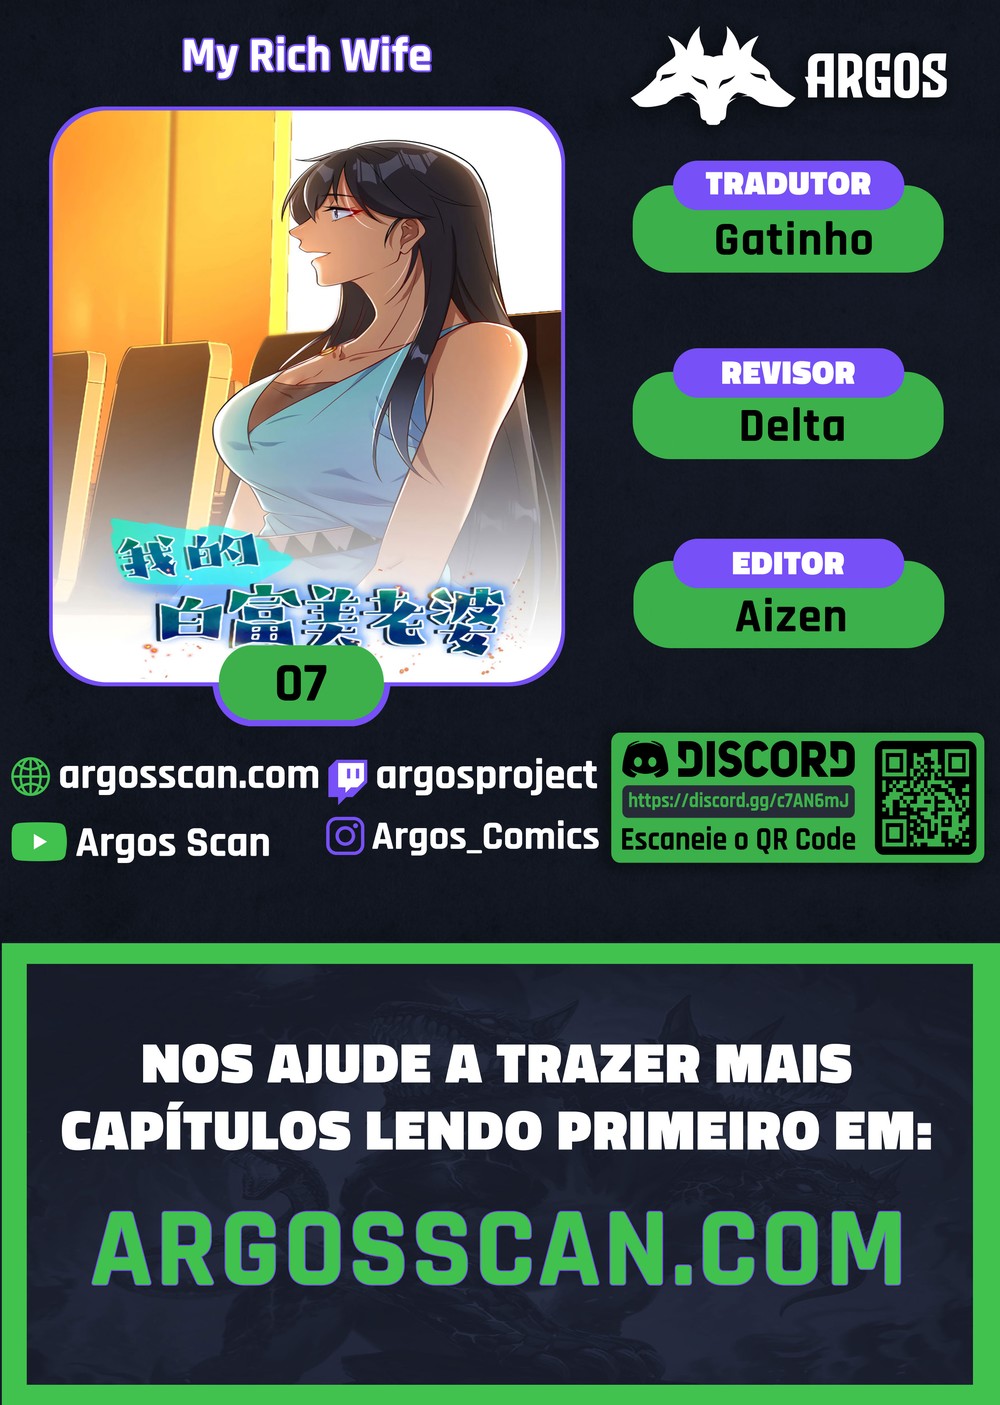 My Rich Wife
ARGOS
TRADUTOR
Gatinho
REVISOR
Delta
EDITOR
Aizen
我的
白富美老婆
07
argosscan.com
argosproject
Argos Scan
Argos_Comics
DISCORD
https://discord.gg/c7AN6mJ
Escaneie o QR Code
NOS AJUDE A TRAZER MAIS
CAPÍTULOS LENDO PRIMEIRO EM:
ARGOSSCAN.COM